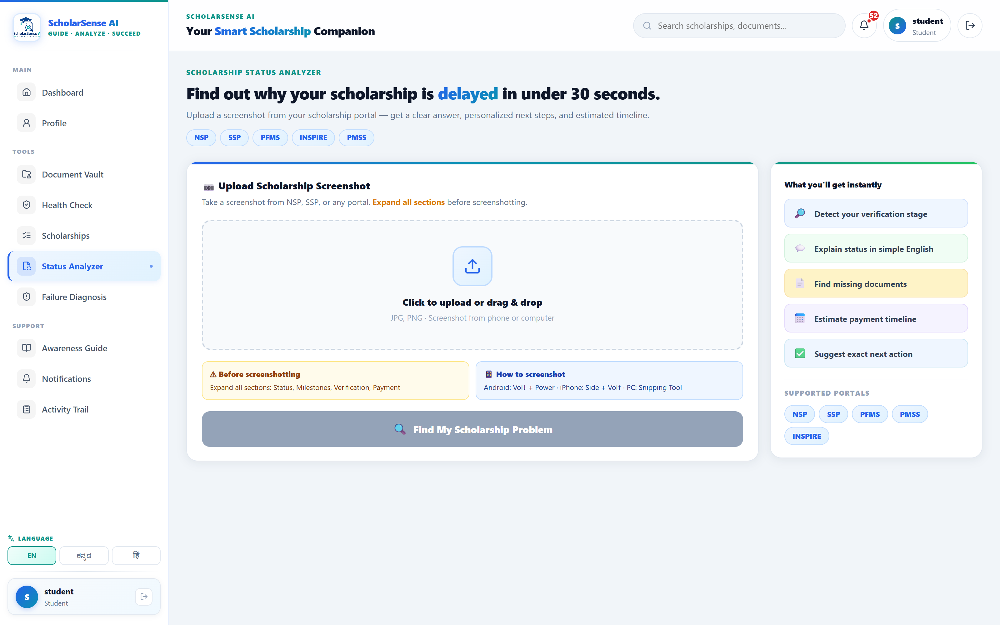 ScholarSense AI
ScholarSense AI
GUIDE · ANALYZE · SUCCEED
MAIN
Dashboard
Profile
TOOLS
Document Vault
Health Check
Scholarships
Status Analyzer
Failure Diagnosis
SUPPORT
Awareness Guide
Notifications
Activity Trail
LANGUAGE
EN
ಕನ್ನಡ
हिं
S
student
Student
SCHOLARSENSE AI
Your Smart Scholarship Companion
Search scholarships, documents...
52
S
student
Student
SCHOLARSHIP STATUS ANALYZER
Find out why your scholarship is delayed in under 30 seconds.
Upload a screenshot from your scholarship portal — get a clear answer, personalized next steps, and estimated timeline.
NSP
SSP
PFMS
INSPIRE
PMSS
Upload Scholarship Screenshot
Take a screenshot from NSP, SSP, or any portal. Expand all sections before screenshotting.
Click to upload or drag & drop
JPG, PNG · Screenshot from phone or computer
⚠ Before screenshotting
Expand all sections: Status, Milestones, Verification, Payment
How to screenshot
Android: Vol↓ + Power · iPhone: Side + Vol↑ · PC: Snipping Tool
Find My Scholarship Problem
What you'll get instantly
Detect your verification stage
Explain status in simple English
Find missing documents
Estimate payment timeline
Suggest exact next action
SUPPORTED PORTALS
NSP
SSP
PFMS
PMSS
INSPIRE